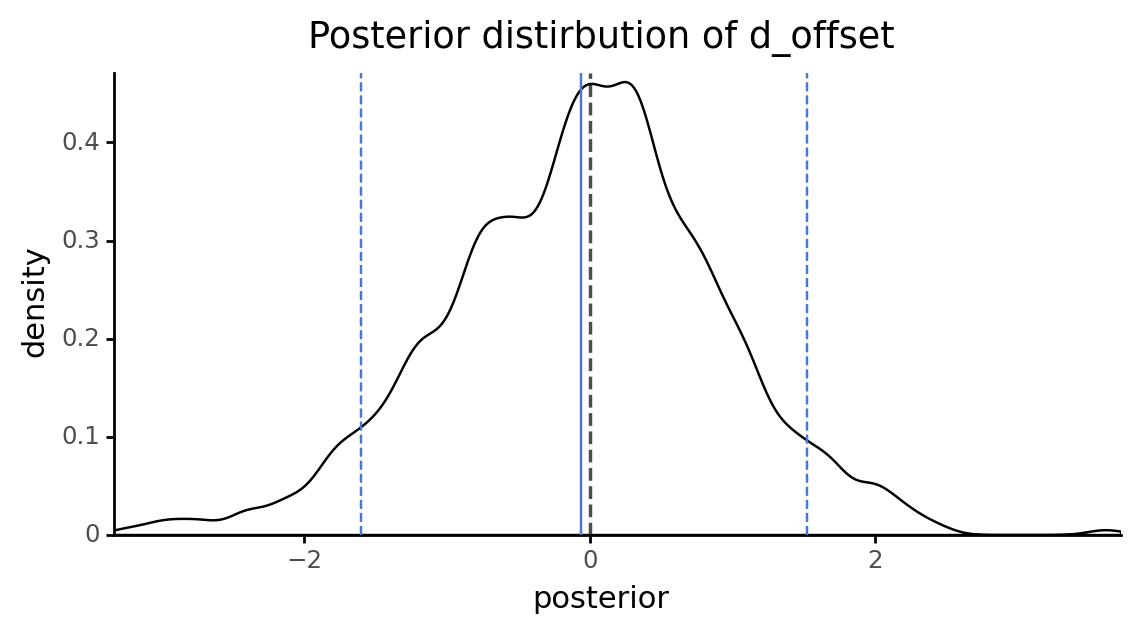 Posterior distirbution of d_offset
density
0.4
0.3
0.2
0.1
0
−2
0
2
posterior